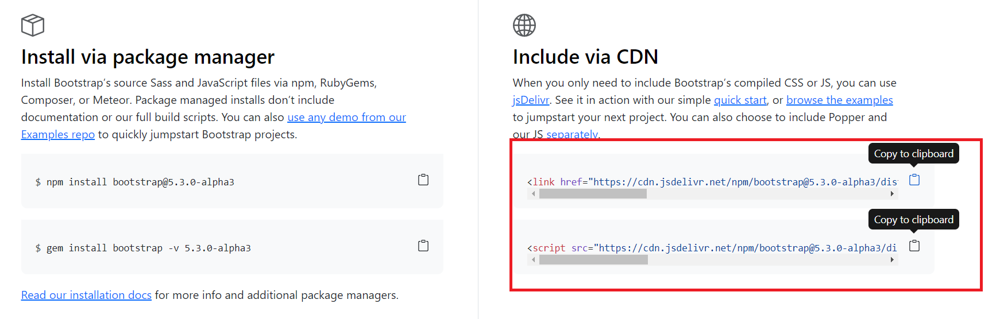 Install via package manager
Install Bootstrap’s source Sass and JavaScript files via npm, RubyGems,
Composer, or Meteor. Package managed installs don’t include
documentation or our full build scripts. You can also use any demo from our
Examples repo to quickly jumpstart Bootstrap projects.
$ npm install bootstrap@5.3.0-alpha3
$ gem install bootstrap -v 5.3.0-alpha3
Read our installation docs for more info and additional package managers.
Include via CDN
When you only need to include Bootstrap’s compiled CSS or JS, you can use
jsDelivr. See it in action with our simple quick start, or browse the examples
to jumpstart your next project. You can also choose to include Popper and
our JS separately.
Copy to clipboard
<link href="https://cdn.jsdelivr.net/npm/bootstrap@5.3.0-alpha3/dis
Copy to clipboard
<script src="https://cdn.jsdelivr.net/npm/bootstrap@5.3.0-alpha3/di